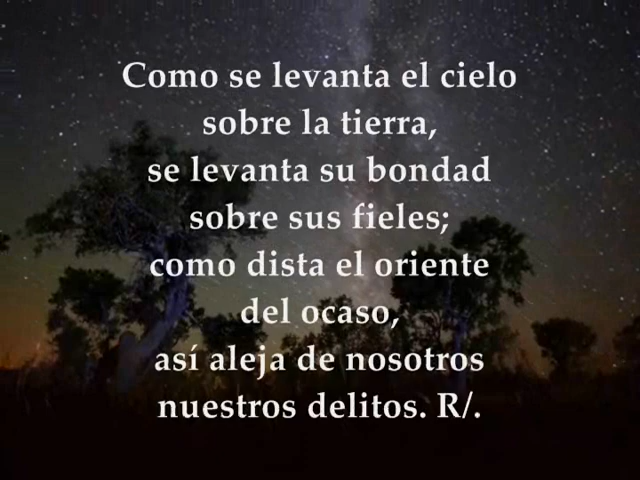 Como se levanta el cielo
sobre la tierra,
se levanta su bondad
sobre sus fieles;
como dista el oriente
del ocaso,
así aleja de nosotros
nuestros delitos. R/.